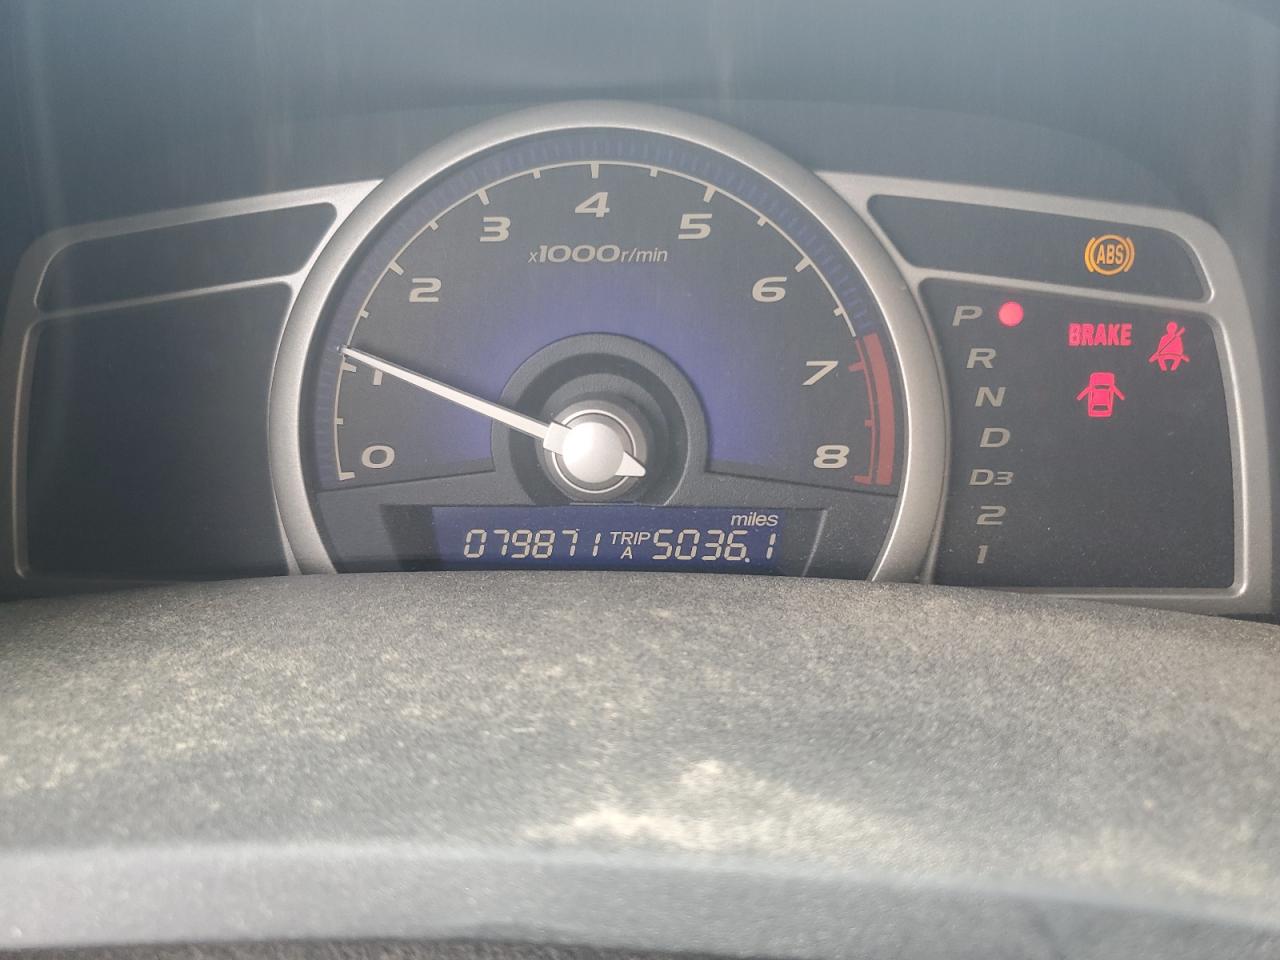 4
3
5
x1000r/min
2
6
1
7
0
8
miles
079871 TRIP A 5036.1
ABS
P
BRAKE
R
N
D
D3
2
1